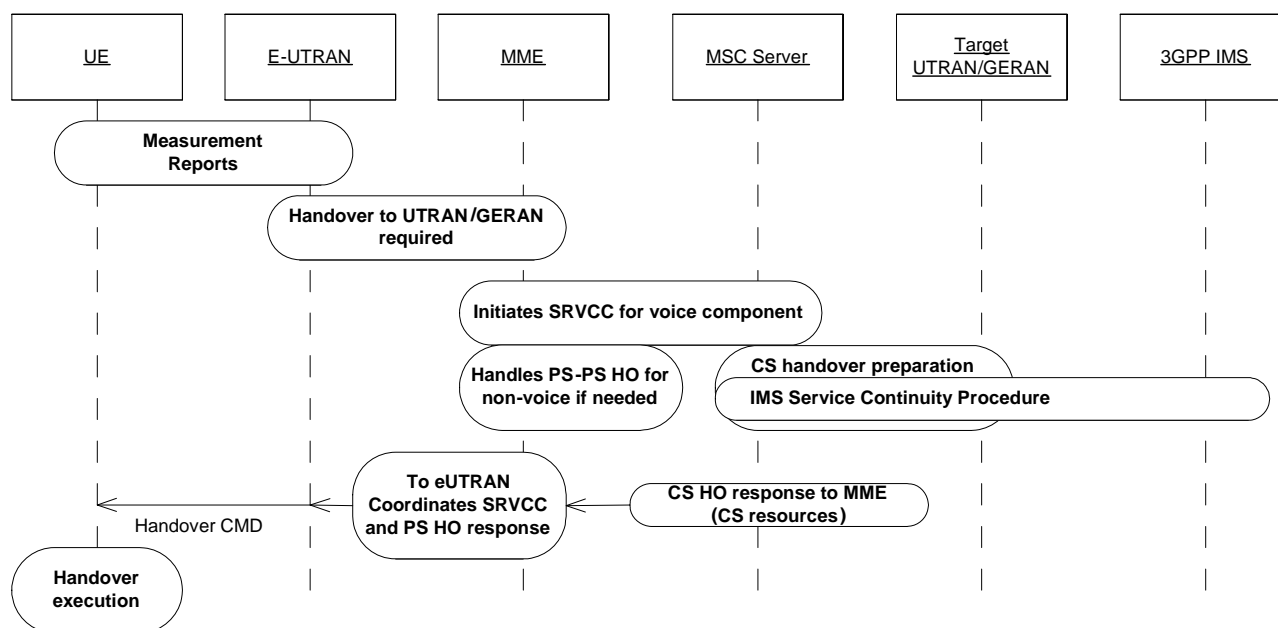 UE
E-UTRAN
MME
MSC Server
Target
UTRAN/GERAN
3GPP IMS
Measurement
Reports
Handover to UTRAN/GERAN
required
Initiates SRVCC for voice component
Handles PS-PS HO for
non-voice if needed
CS handover preparation
IMS Service Continuity Procedure
To eUTRAN
Coordinates SRVCC
and PS HO response
CS HO response to MME
(CS resources)
Handover CMD
Handover
execution